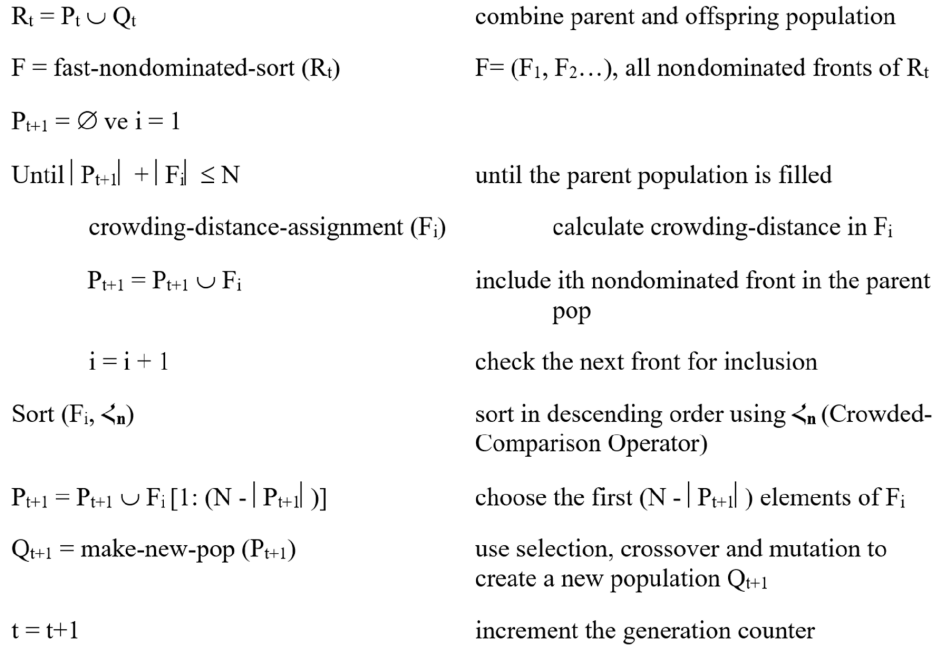 Rₜ = Pₜ ∪ Qₜ combine parent and offspring population
F = fast-nondominated-sort (Rₜ) F= (F₁, F₂…), all nondominated fronts of Rₜ
Pₜ₊₁ = ∅ ve i = 1
Until | Pₜ₊₁| +| Fᵢ| ≤ N until the parent population is filled
crowding-distance-assignment (Fᵢ) calculate crowding-distance in Fᵢ
Pₜ₊₁ = Pₜ₊₁ ∪ Fᵢ include ith nondominated front in the parent
pop
i = i + 1 check the next front for inclusion
Sort (Fᵢ, ≺ₙ) sort in descending order using ≺ₙ (Crowded-
Comparison Operator)
Pₜ₊₁ = Pₜ₊₁ ∪ Fᵢ [1: (N - | Pₜ₊₁| )] choose the first (N - | Pₜ₊₁| ) elements of Fᵢ
Qₜ₊₁ = make-new-pop (Pₜ₊₁) use selection, crossover and mutation to
create a new population Qₜ₊₁
t = t+1 increment the generation counter